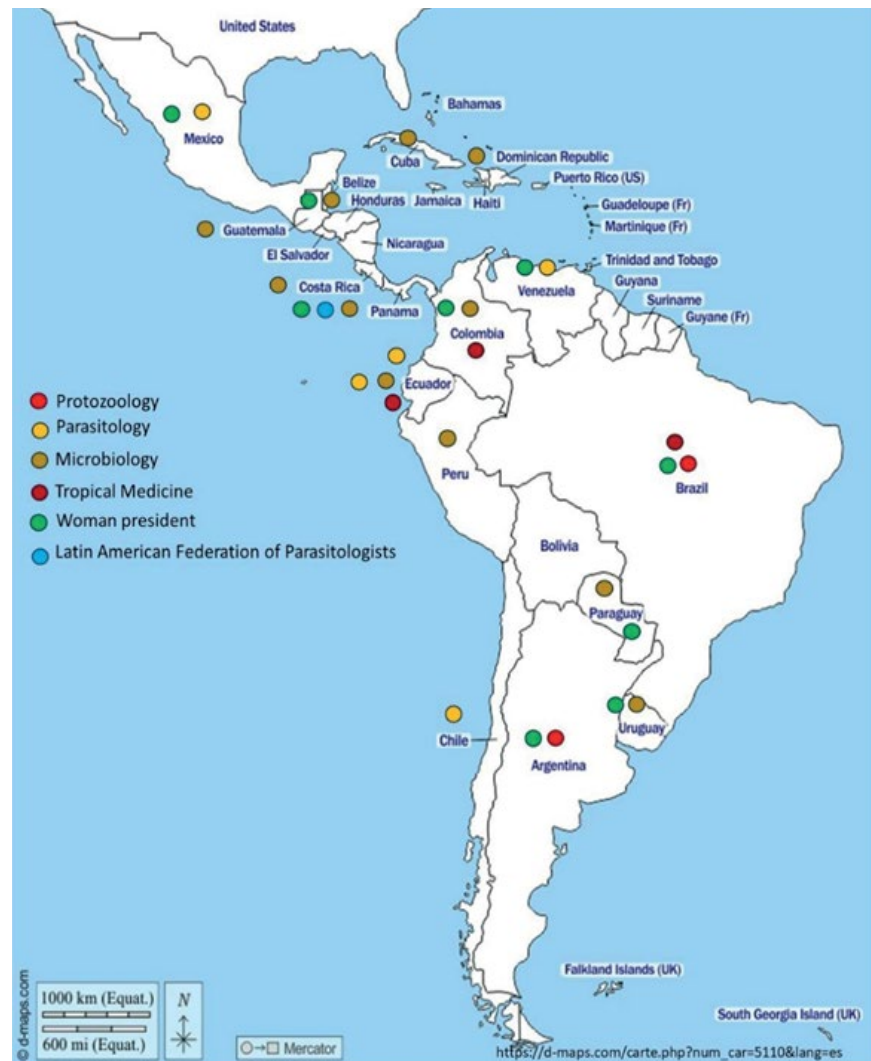 United States
Bahamas
Mexico
Cuba
Dominican Republic
Puerto Rico (US)
Belize
Honduras
Jamaica
Haiti
Guadeloupe (Fr)
Martinique (Fr)
Guatemala
El Salvador
Nicaragua
Trinidad and Tobago
Costa Rica
Panama
Venezuela
Guyana
Suriname
Guyane (Fr)
Colombia
Ecuador
Protozoology
Parasitology
Microbiology
Tropical Medicine
Woman president
Latin American Federation of Parasitologists
Peru
Brazil
Bolivia
Paraguay
Uruguay
Chile
Argentina
Falkland Islands (UK)
South Georgia Island (UK)
© d-maps.com
1000 km (Equat.)
600 mi (Equat.)
N
Mercator
https://d-maps.com/carte.php?num_car=5110&lang=es